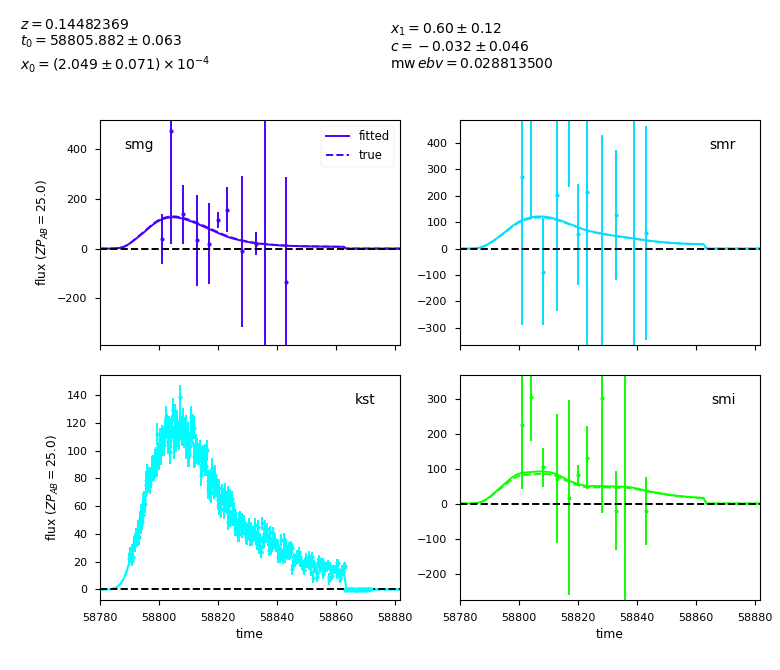 z = 0.14482369
t₀ = 58805.882 ± 0.063
x₀ = (2.049 ± 0.071) × 10⁻⁴
x₁ = 0.60 ± 0.12
c = −0.032 ± 0.046
mw ebv = 0.028813500
smg
fitted
true
400
200
0
−200
flux (ZP_AB = 25.0)
smr
400
300
200
100
0
−100
−200
−300
kst
140
120
100
80
60
40
20
0
flux (ZP_AB = 25.0)
58780 58800 58820 58840 58860 58880
time
smi
300
200
100
0
−100
−200
58780 58800 58820 58840 58860 58880
time